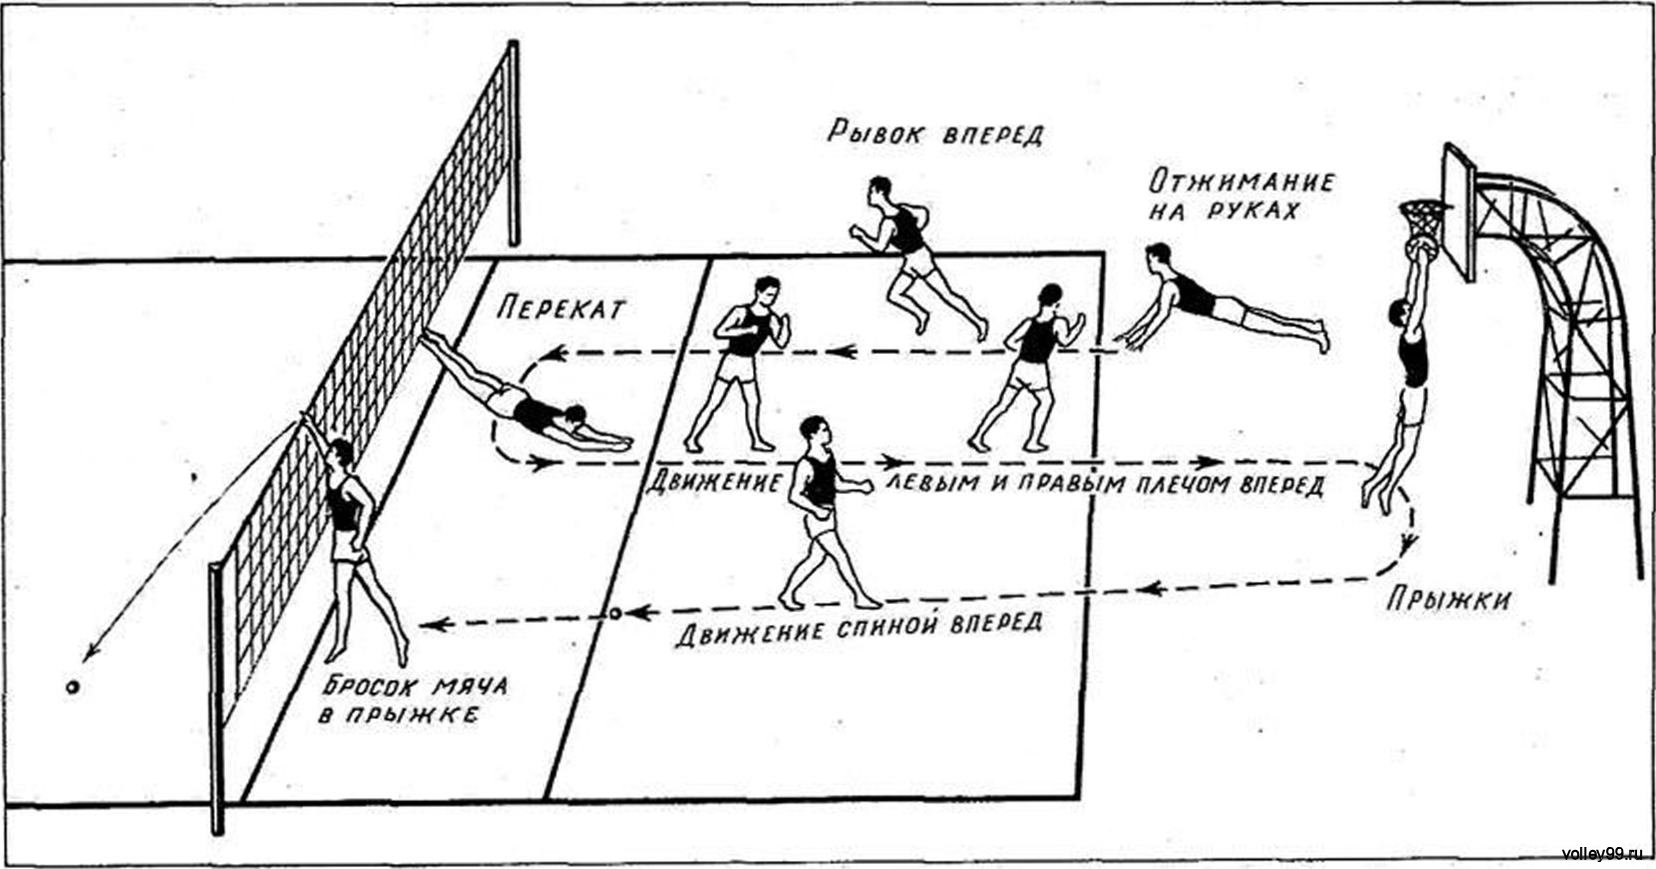 Рывок вперед
Отжимание
на руках
Перекат
Движение левым и правым плечом вперед
Прыжки
Движение спиной вперед
Бросок мяча
в прыжке
volley99.ru